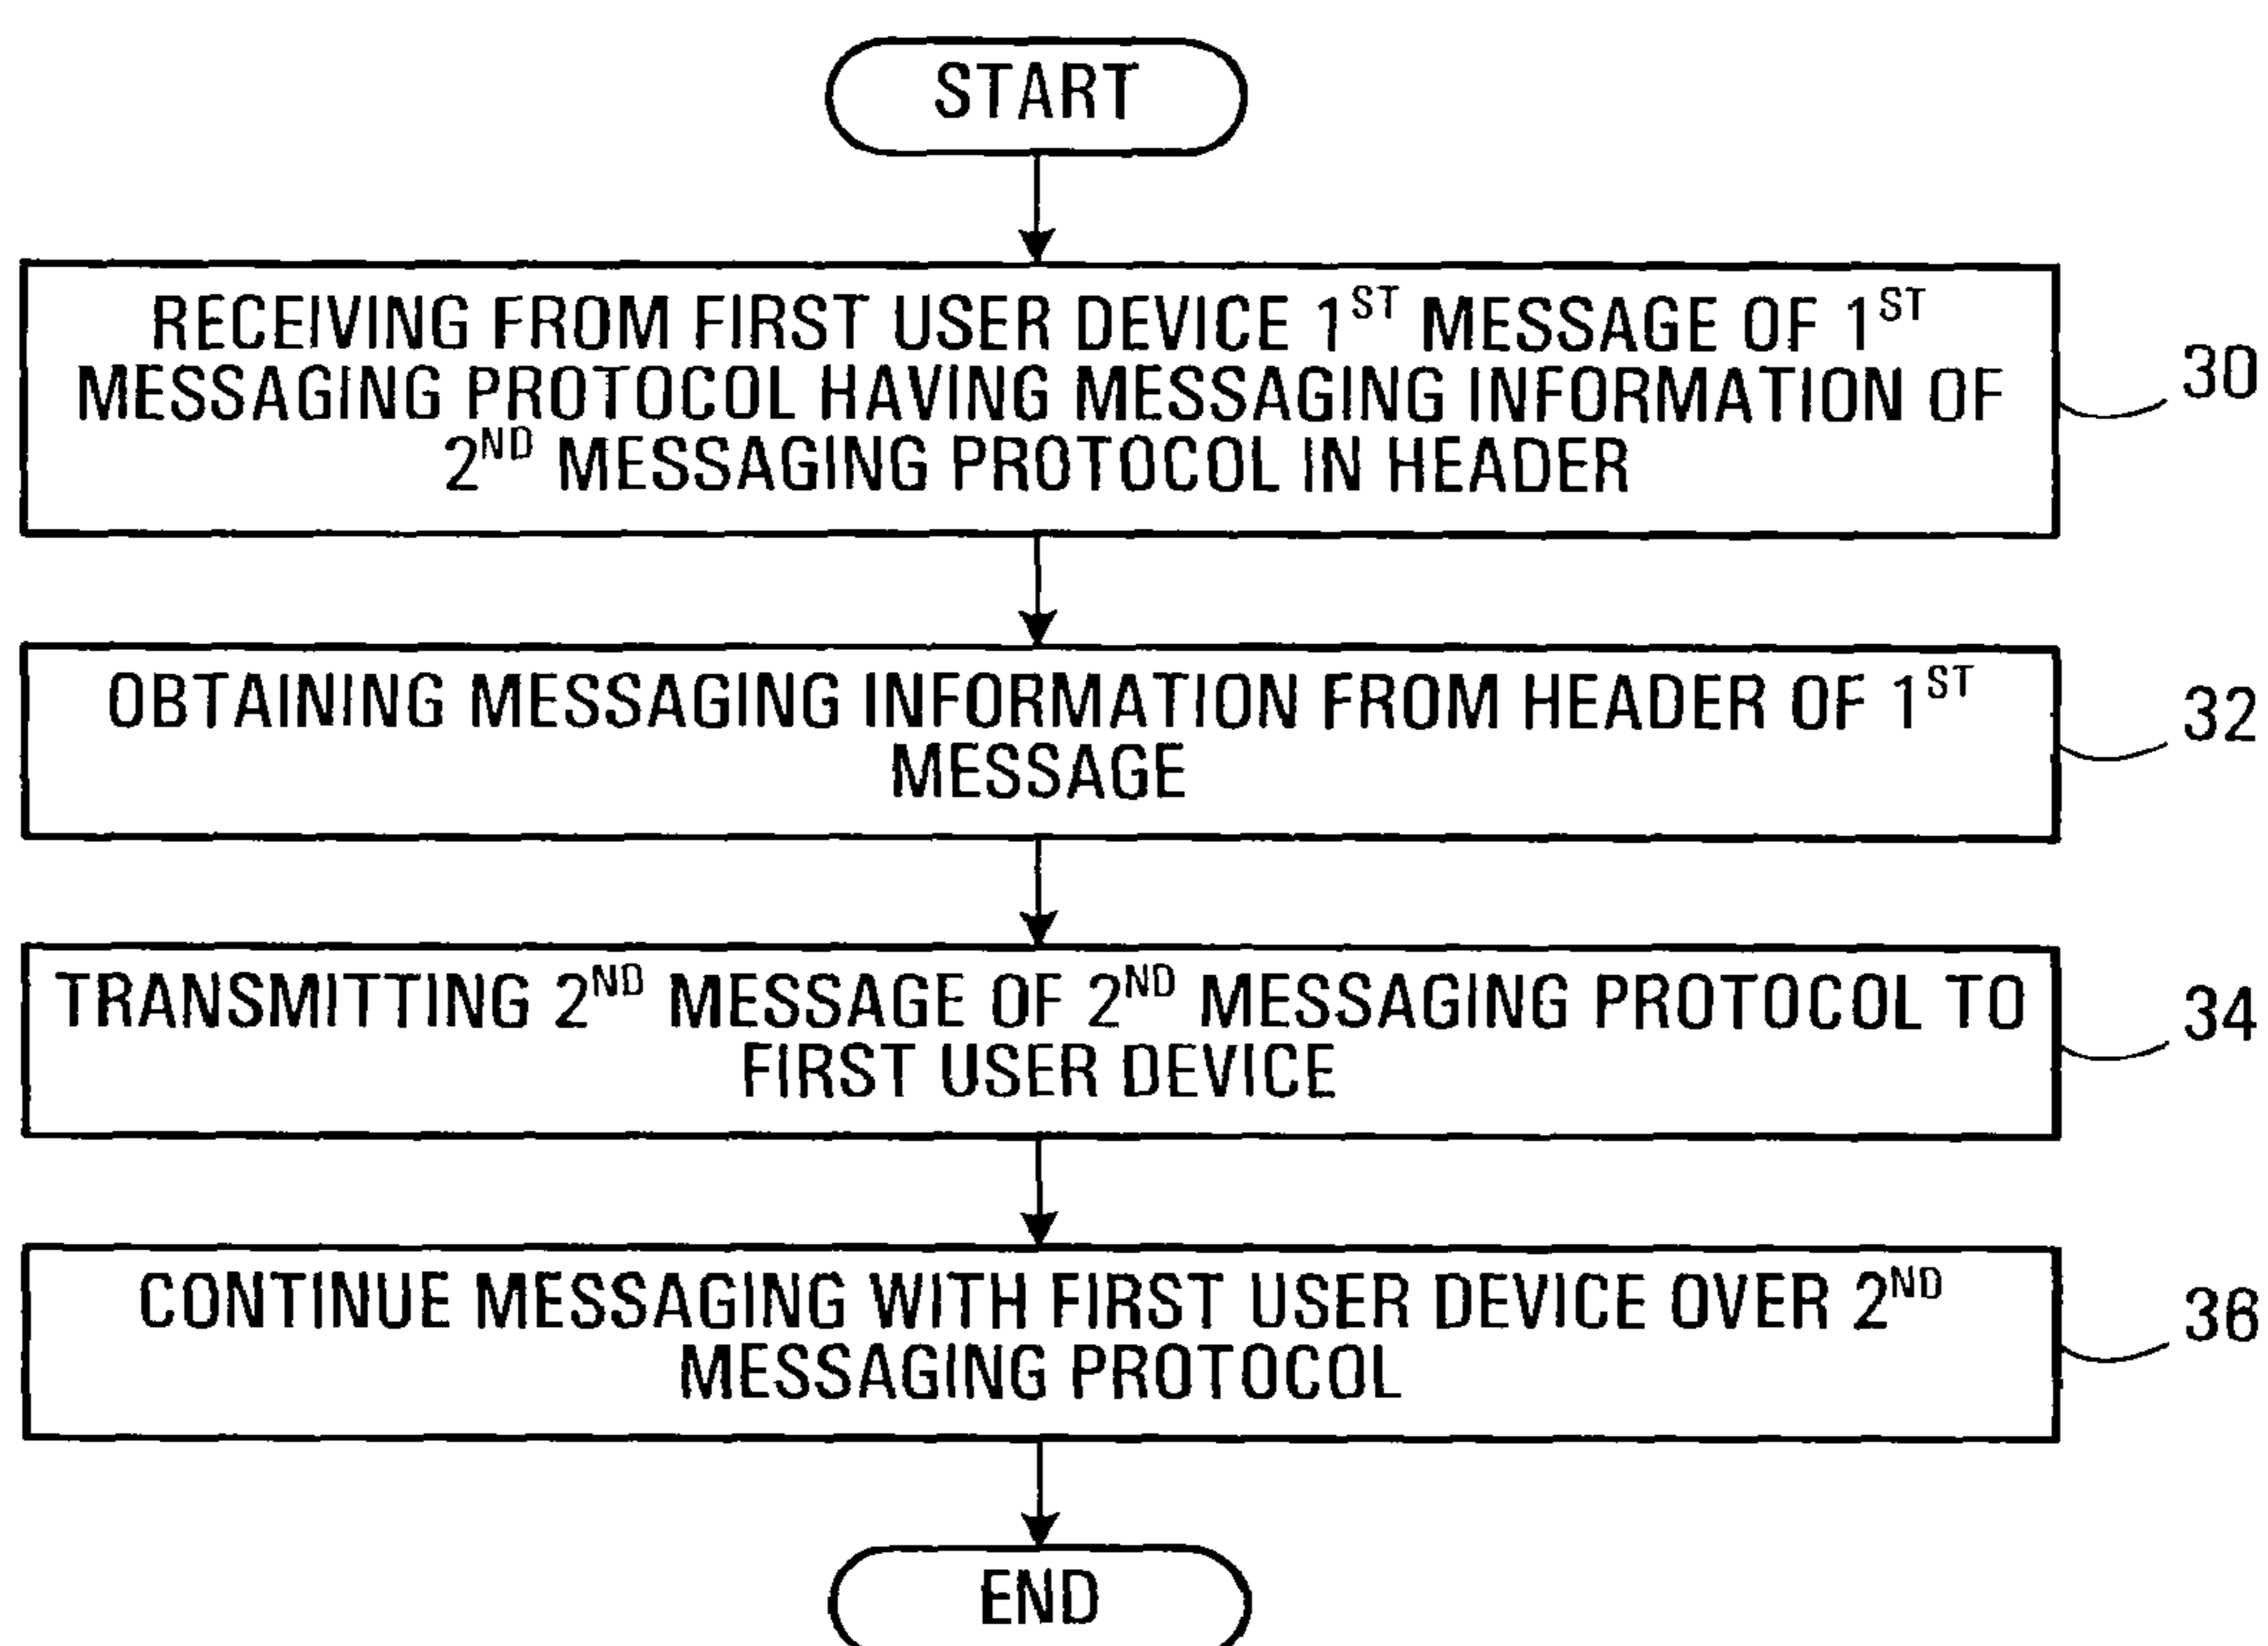 START
RECEIVING FROM FIRST USER DEVICE 1ST MESSAGE OF 1ST
MESSAGING PROTOCOL HAVING MESSAGING INFORMATION OF
2ND MESSAGING PROTOCOL IN HEADER
30
OBTAINING MESSAGING INFORMATION FROM HEADER OF 1ST
MESSAGE
32
TRANSMITTING 2ND MESSAGE OF 2ND MESSAGING PROTOCOL TO
FIRST USER DEVICE
34
CONTINUE MESSAGING WITH FIRST USER DEVICE OVER 2ND
MESSAGING PROTOCOL
36
END